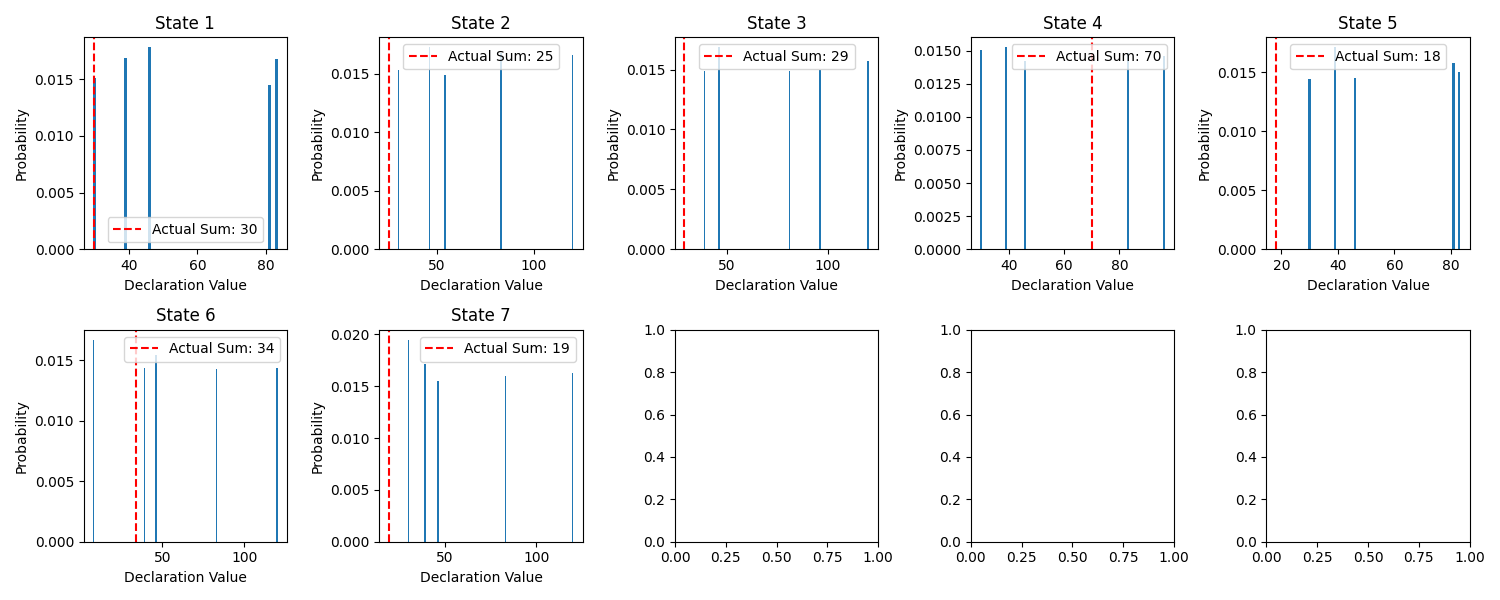 State 1
State 2
State 3
State 4
State 5
Probability
0.015
0.010
0.005
0.000
Actual Sum: 30
40
60
80
Declaration Value
Probability
0.015
0.010
0.005
0.000
Actual Sum: 25
50
100
Declaration Value
Probability
0.015
0.010
0.005
0.000
Actual Sum: 29
50
100
Declaration Value
Probability
0.0150
0.0125
0.0100
0.0075
0.0050
0.0025
0.0000
Actual Sum: 70
40
60
80
Declaration Value
Probability
0.015
0.010
0.005
0.000
Actual Sum: 18
20
40
60
80
Declaration Value
State 6
State 7
Probability
0.015
0.010
0.005
0.000
Actual Sum: 34
50
100
Declaration Value
Probability
0.020
0.015
0.010
0.005
0.000
Actual Sum: 19
50
100
Declaration Value
1.0
0.8
0.6
0.4
0.2
0.0
0.00
0.25
0.50
0.75
1.00
1.0
0.8
0.6
0.4
0.2
0.0
0.00
0.25
0.50
0.75
1.00
1.0
0.8
0.6
0.4
0.2
0.0
0.00
0.25
0.50
0.75
1.00